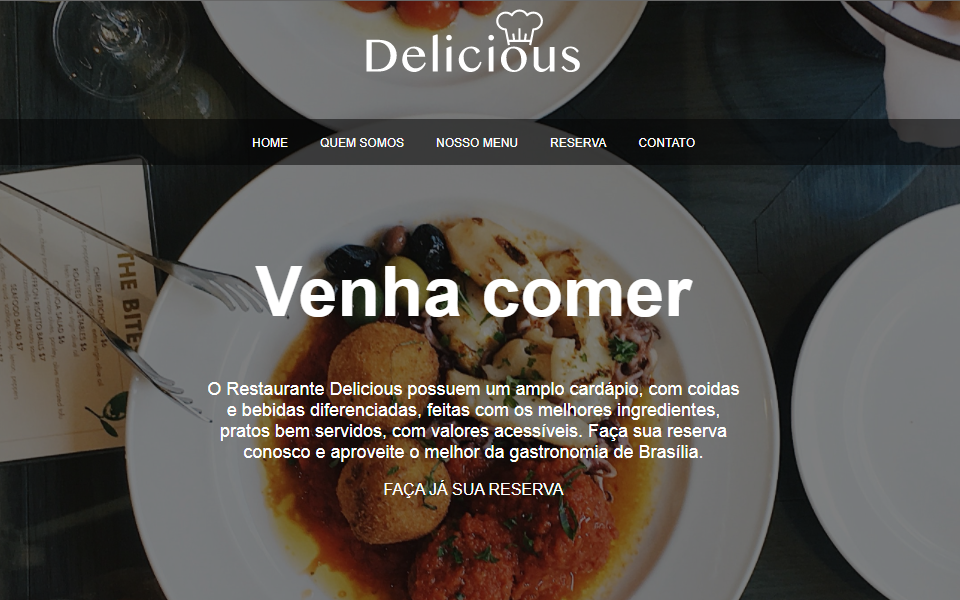 Delicious
HOME QUEM SOMOS NOSSO MENU RESERVA CONTATO
Venha comer
O Restaurante Delicious possuem um amplo cardápio, com coidas
e bebidas diferenciadas, feitas com os melhores ingredientes,
pratos bem servidos, com valores acessíveis. Faça sua reserva
conosco e aproveite o melhor da gastronomia de Brasília.
FAÇA JÁ SUA RESERVA
THE BITES